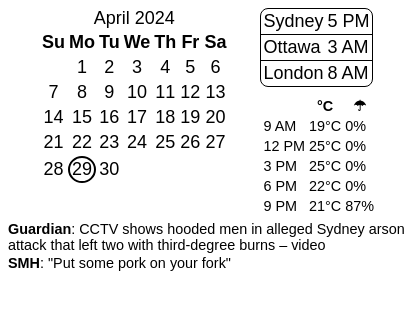 April 2024
Su Mo Tu We Th Fr Sa
1 2 3 4 5 6
7 8 9 10 11 12 13
14 15 16 17 18 19 20
21 22 23 24 25 26 27
28 29 30
Sydney 5 PM
Ottawa 3 AM
London 8 AM
°C ☂
9 AM 19°C 0%
12 PM 25°C 0%
3 PM 25°C 0%
6 PM 22°C 0%
9 PM 21°C 87%
Guardian: CCTV shows hooded men in alleged Sydney arson
attack that left two with third-degree burns – video
SMH: "Put some pork on your fork"